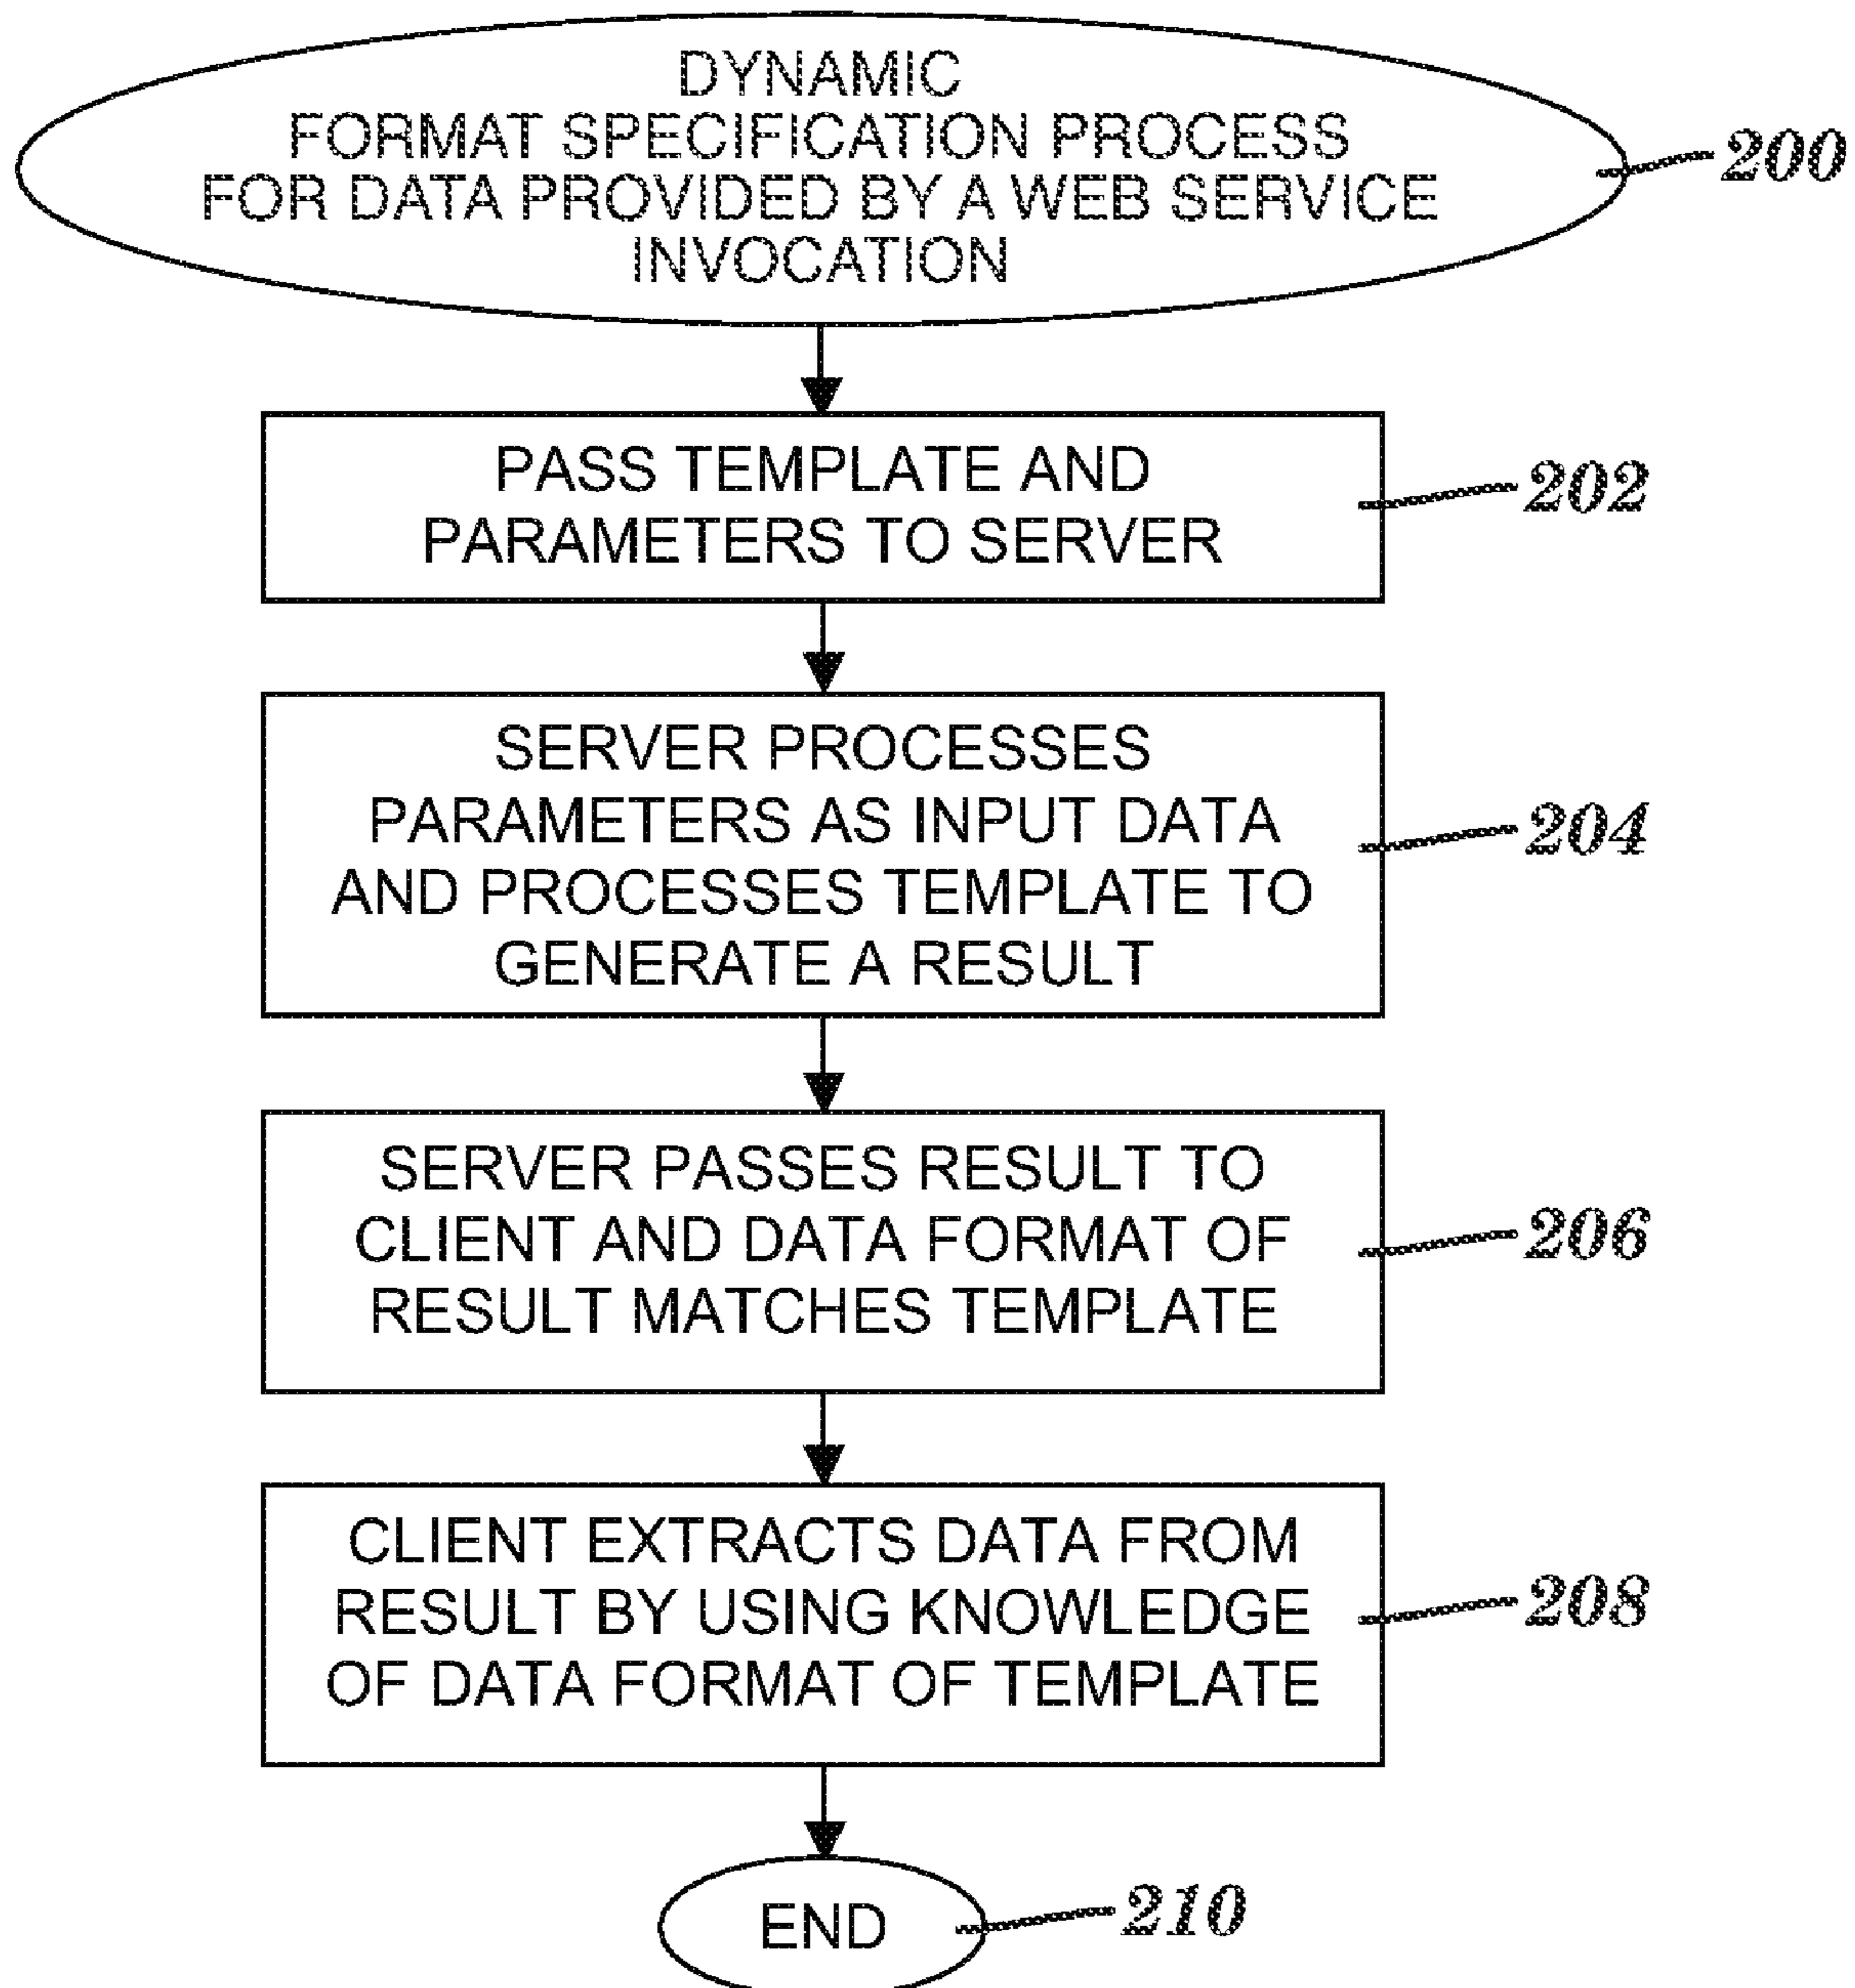 DYNAMIC
FORMAT SPECIFICATION PROCESS
FOR DATA PROVIDED BY A WEB SERVICE
INVOCATION
200
PASS TEMPLATE AND
PARAMETERS TO SERVER
202
SERVER PROCESSES
PARAMETERS AS INPUT DATA
AND PROCESSES TEMPLATE TO
GENERATE A RESULT
204
SERVER PASSES RESULT TO
CLIENT AND DATA FORMAT OF
RESULT MATCHES TEMPLATE
206
CLIENT EXTRACTS DATA FROM
RESULT BY USING KNOWLEDGE
OF DATA FORMAT OF TEMPLATE
208
END
210